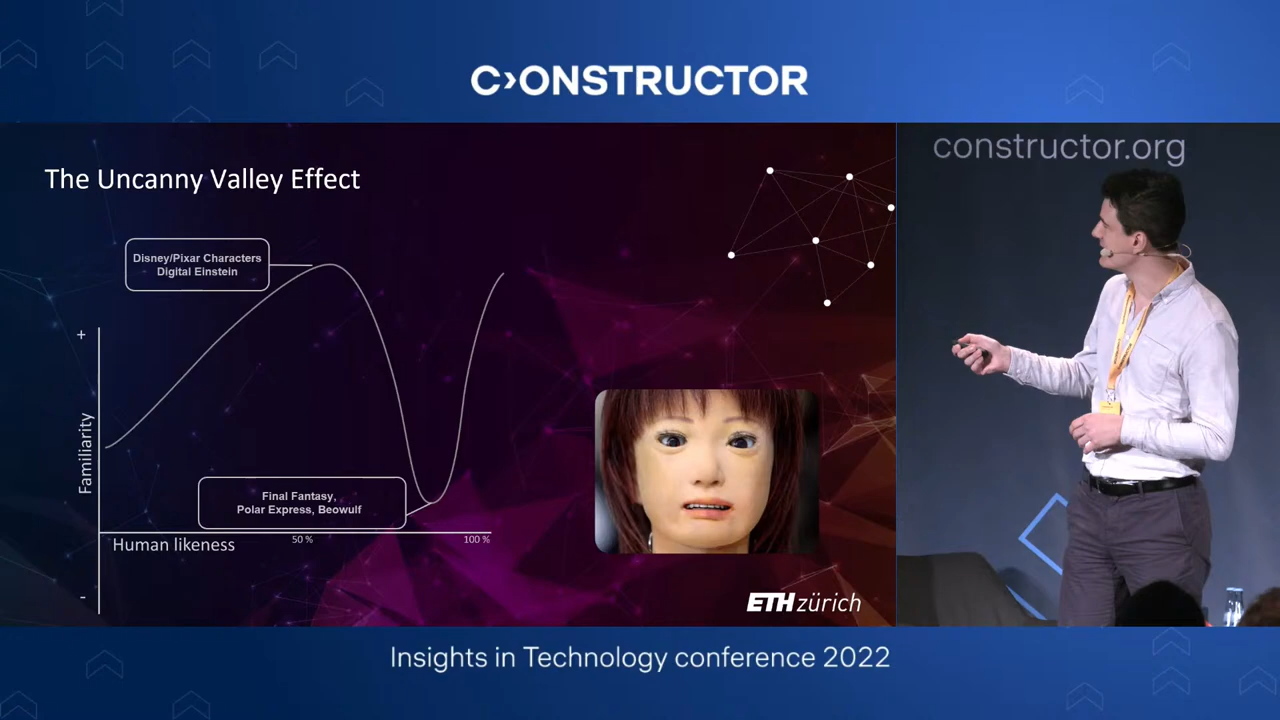 C›ONSTRUCTOR
constructor.org
The Uncanny Valley Effect
Disney/Pixar Characters
Digital Einstein
+
Familiarity
Final Fantasy,
Polar Express, Beowulf
Human likeness
50 %
100 %
-
ETH zürich
Insights in Technology conference 2022